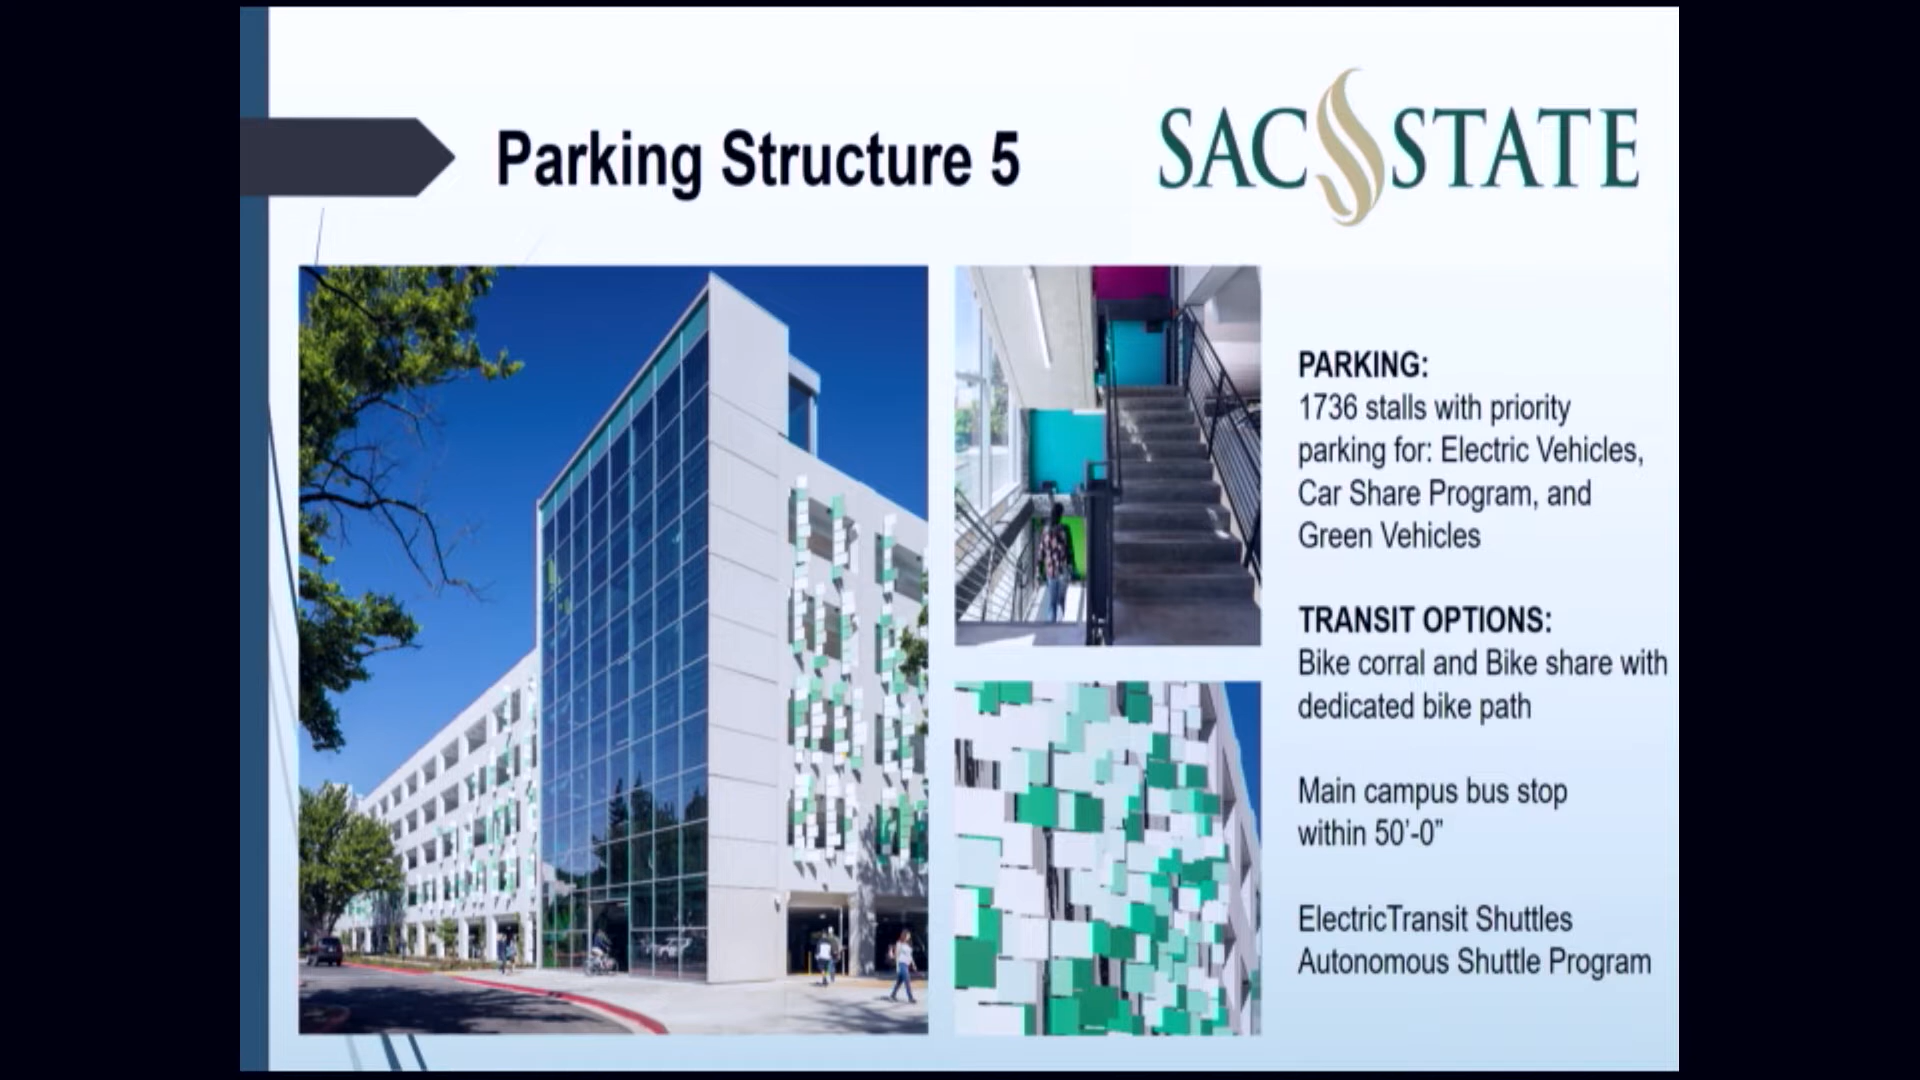 Parking Structure 5
SAC STATE
PARKING:
1736 stalls with priority
parking for: Electric Vehicles,
Car Share Program, and
Green Vehicles
TRANSIT OPTIONS:
Bike corral and Bike share with
dedicated bike path
Main campus bus stop
within 50’-0”
ElectricTransit Shuttles
Autonomous Shuttle Program